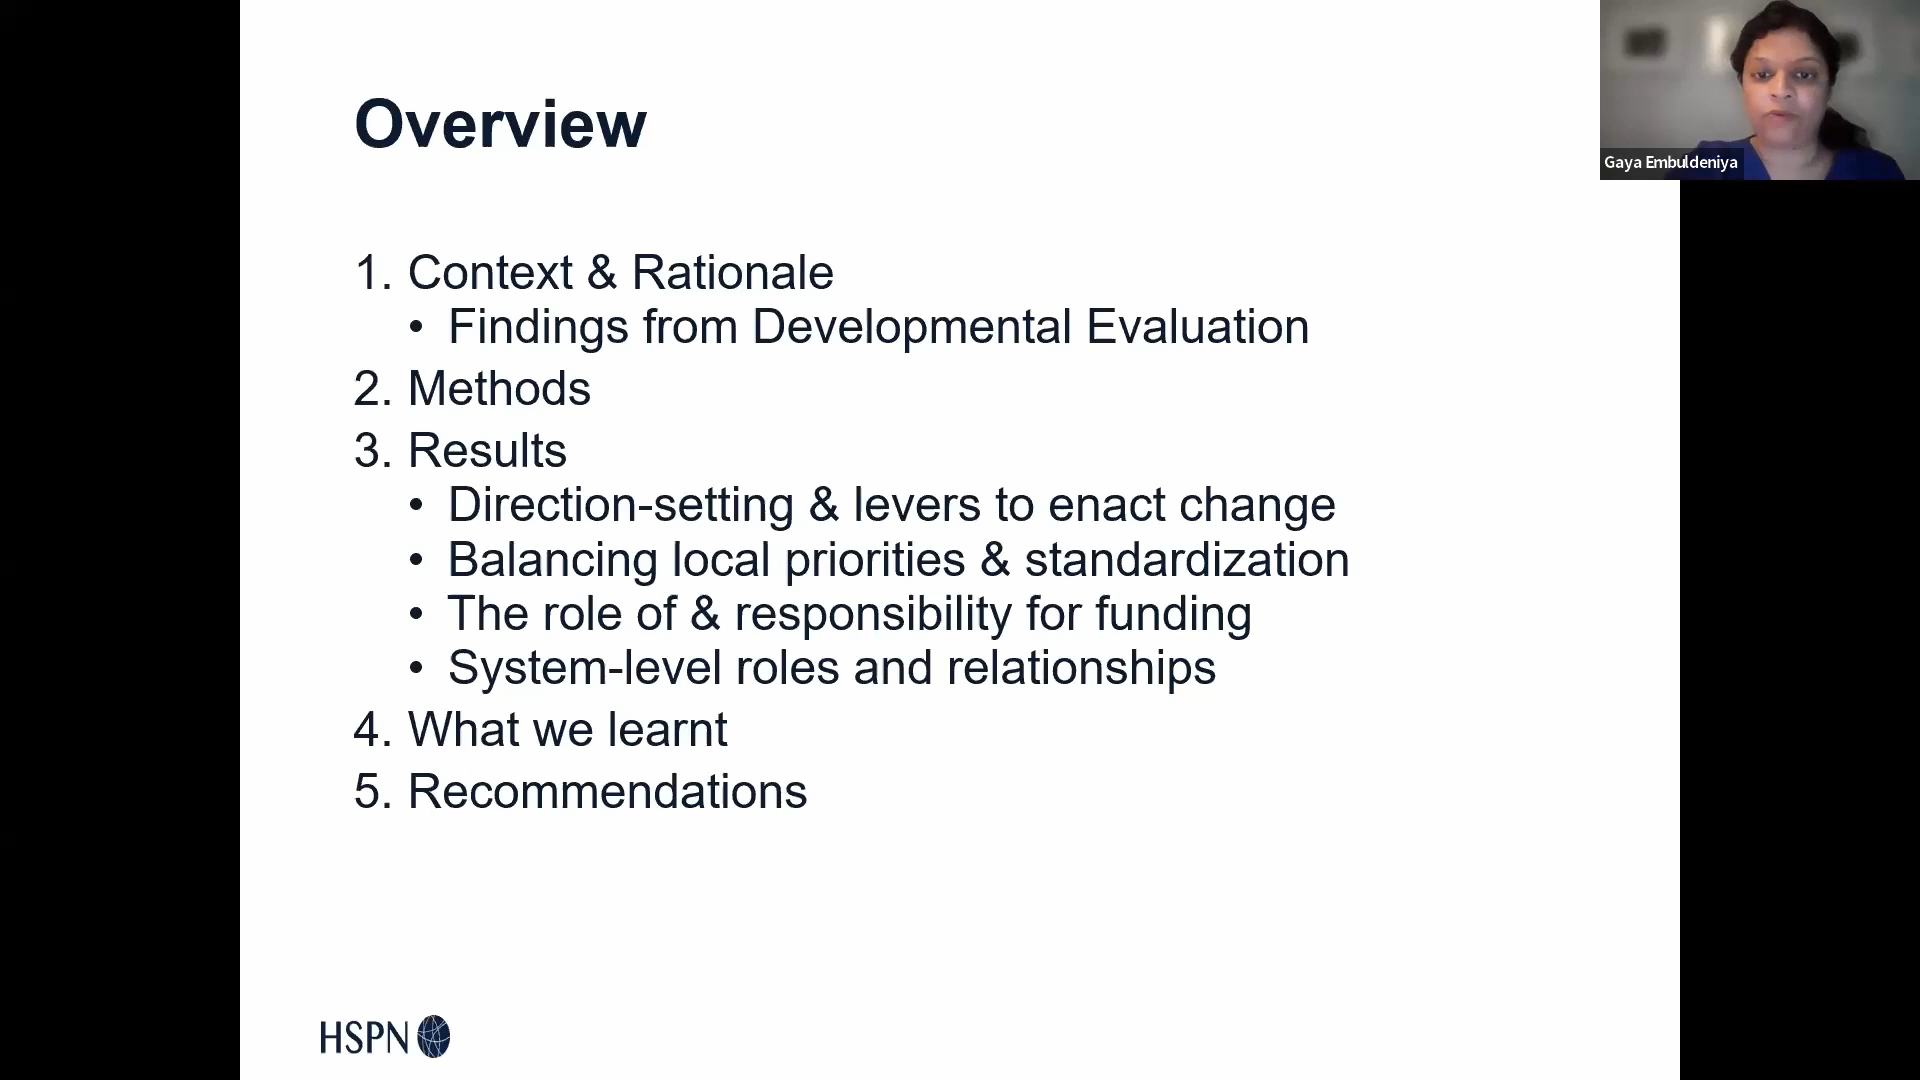 Overview
1. Context & Rationale
• Findings from Developmental Evaluation
2. Methods
3. Results
• Direction-setting & levers to enact change
• Balancing local priorities & standardization
• The role of & responsibility for funding
• System-level roles and relationships
4. What we learnt
5. Recommendations
HSPN
Gaya Embuldeniya